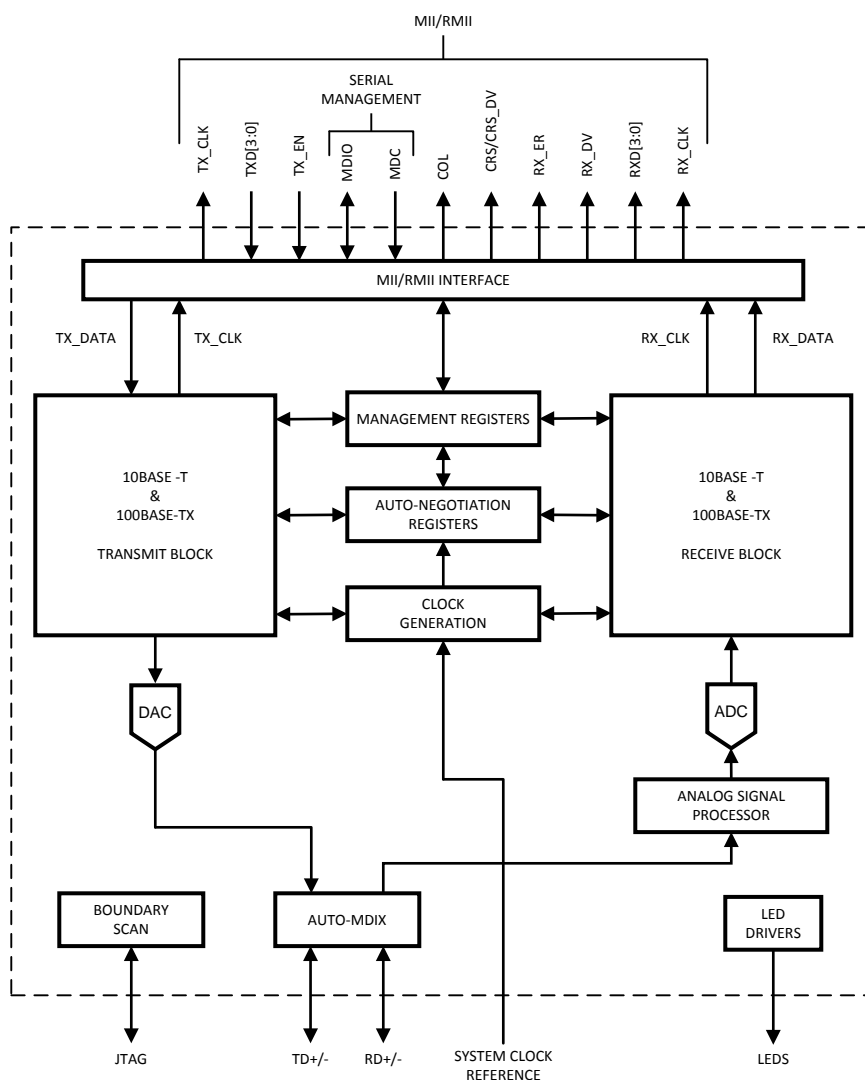 MII/RMII
SERIAL
MANAGEMENT
TX_CLK
TXD[3:0]
TX_EN
MDIO
MDC
COL
CRS/CRS_DV
RX_ER
RX_DV
RXD[3:0]
RX_CLK
MII/RMII INTERFACE
TX_DATA
TX_CLK
RX_CLK
RX_DATA
MANAGEMENT REGISTERS
10BASE -T
&
100BASE-TX
TRANSMIT BLOCK
AUTO-NEGOTIATION
REGISTERS
10BASE -T
&
100BASE-TX
RECEIVE BLOCK
CLOCK
GENERATION
DAC
ADC
ANALOG SIGNAL
PROCESSOR
BOUNDARY
SCAN
AUTO-MDIX
LED
DRIVERS
JTAG
TD+/-
RD+/-
SYSTEM CLOCK
REFERENCE
LEDS